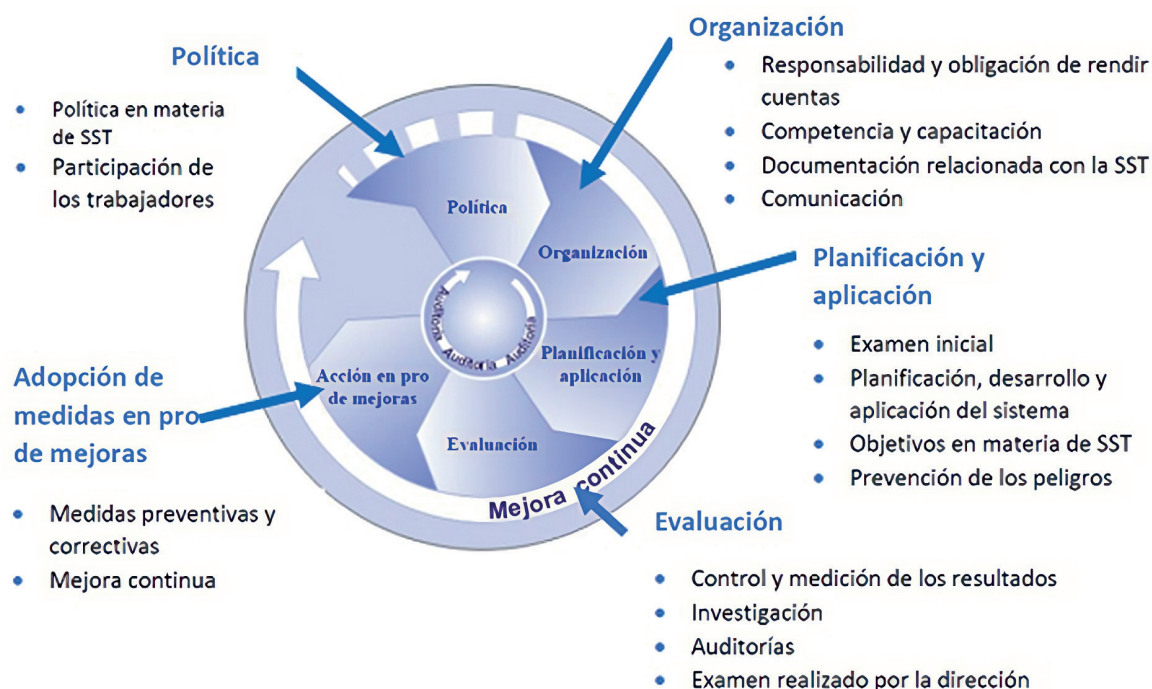 Política
Política en materia
de SST
Participación de
los trabajadores
Organización
Responsabilidad y obligación de rendir
cuentas
Competencia y capacitación
Documentación relacionada con la SST
Comunicación
Planificación y
aplicación
Examen inicial
Planificación, desarrollo y
aplicación del sistema
Objetivos en materia de SST
Prevención de los peligros
Evaluación
Control y medición de los resultados
Investigación
Auditorías
Examen realizado por la dirección
Adopción de
medidas en pro
de mejoras
Medidas preventivas y
correctivas
Mejora continua
Política
Organización
Planificación y
aplicación
Evaluación
Acción en pro
de mejoras
Auditoria Auditoria Auditoria
Mejora continua